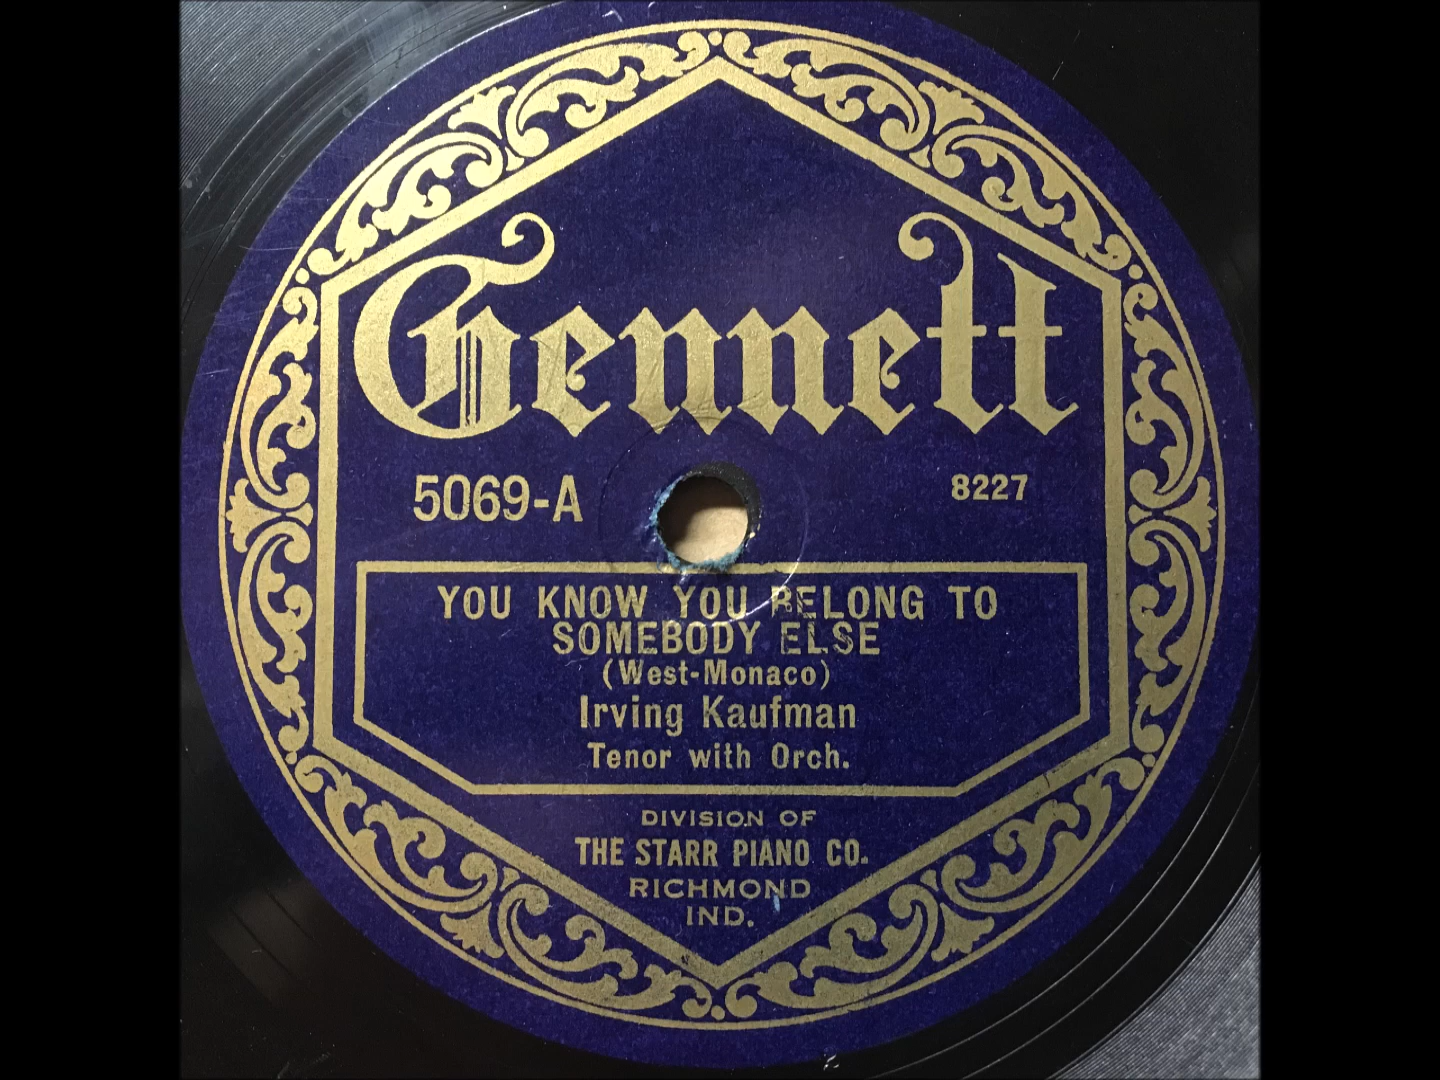 Gennett
5069-A 8227
YOU KNOW YOU BELONG TO
SOMEBODY ELSE
(West-Monaco)
Irving Kaufman
Tenor with Orch.
DIVISION OF
THE STARR PIANO CO.
RICHMOND
IND.